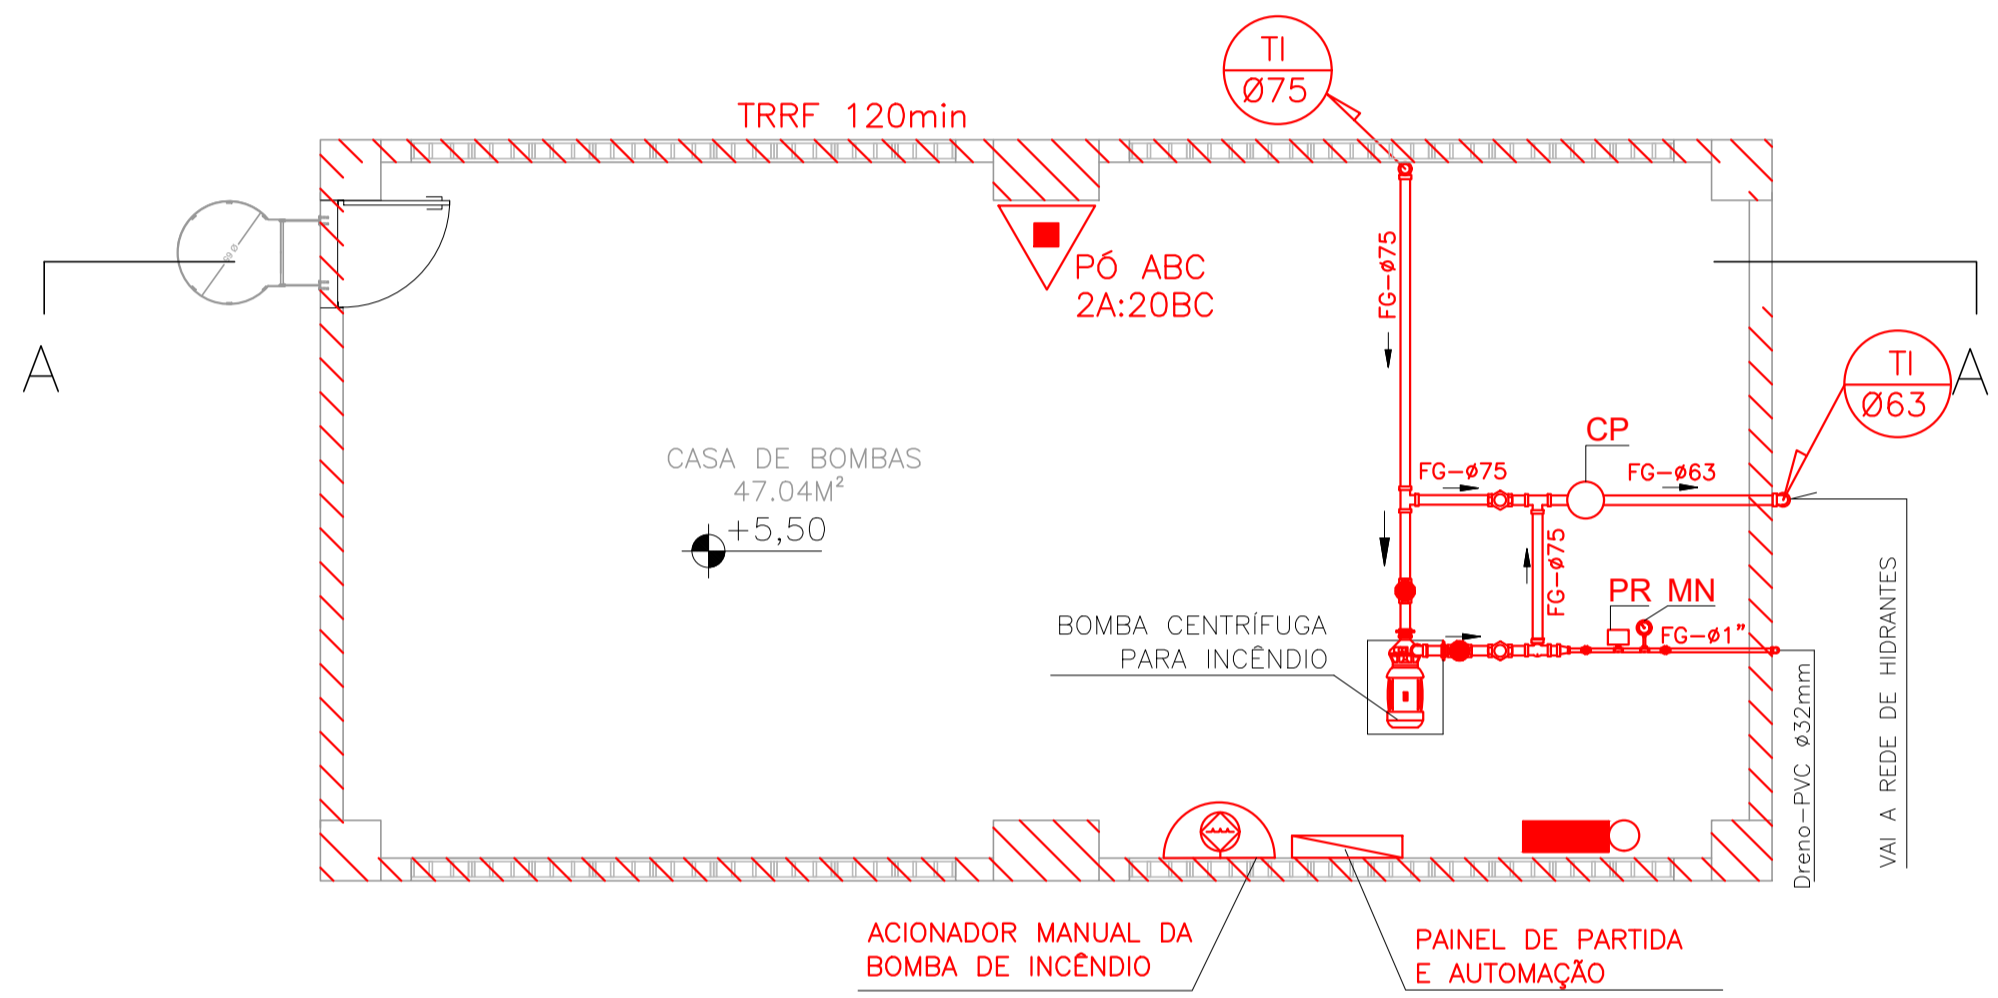 TI
Ø75
TRRF 120min
PÓ ABC
2A:20BC
FG-Ø75
A
A
TI
Ø63
CP
FG-Ø75
FG-Ø63
CASA DE BOMBAS
47.04M²
+5,50
FG-Ø75
PR MN
FG-Ø1"
BOMBA CENTRÍFUGA
PARA INCÊNDIO
Dreno-PVC Ø32mm
VAI A REDE DE HIDRANTES
ACIONADOR MANUAL DA
BOMBA DE INCÊNDIO
PAINEL DE PARTIDA
E AUTOMAÇÃO